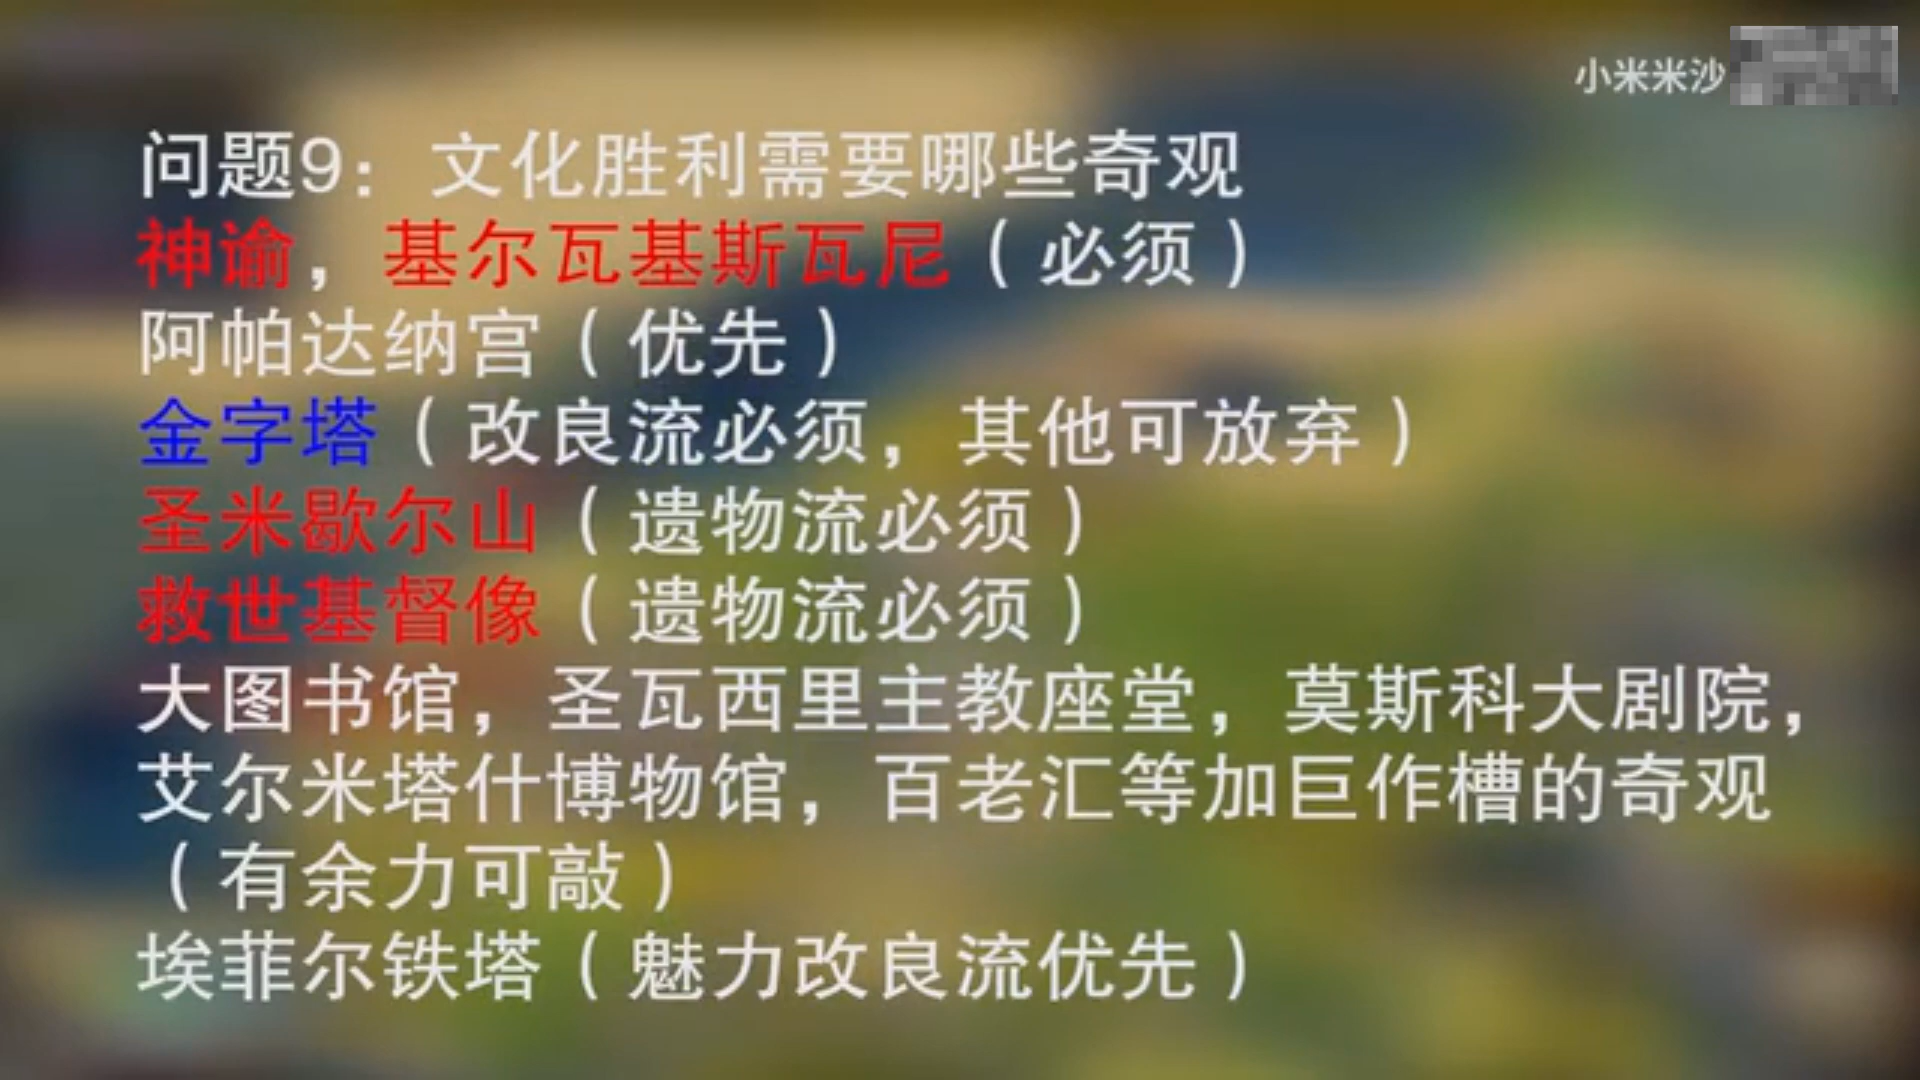 小米米沙
问题9：文化胜利需要哪些奇观
神谕，基尔瓦基斯瓦尼（必须）
阿帕达纳宫（优先）
金字塔（改良流必须，其他可放弃）
圣米歇尔山（遗物流必须）
救世基督像（遗物流必须）
大图书馆，圣瓦西里主教座堂，莫斯科大剧院，
艾尔米塔什博物馆，百老汇等加巨作槽的奇观
（有余力可敲）
埃菲尔铁塔（魅力改良流优先）